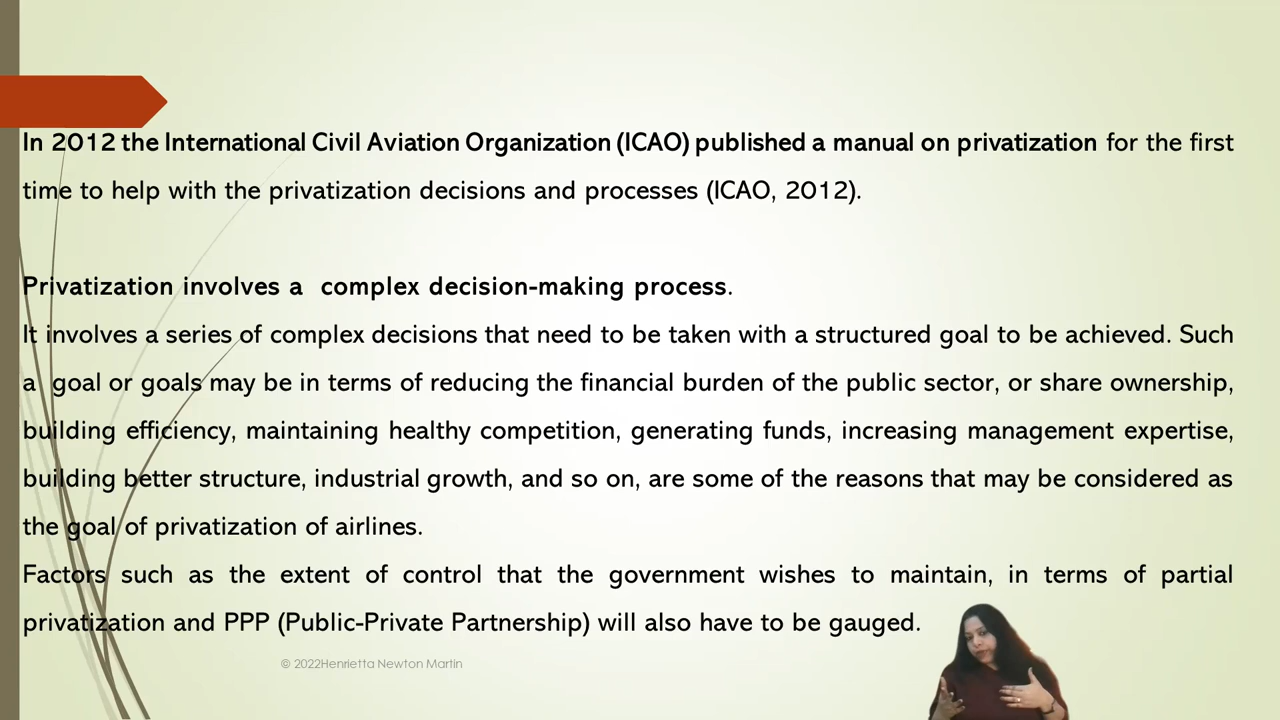 In 2012 the International Civil Aviation Organization (ICAO) published a manual on privatization for the first
time to help with the privatization decisions and processes (ICAO, 2012).
Privatization involves a  complex decision-making process.
It involves a series of complex decisions that need to be taken with a structured goal to be achieved. Such
a  goal or goals may be in terms of reducing the financial burden of the public sector, or share ownership,
building efficiency, maintaining healthy competition, generating funds, increasing management expertise,
building better structure, industrial growth, and so on, are some of the reasons that may be considered as
the goal of privatization of airlines.
Factors such as the extent of control that the government wishes to maintain, in terms of partial
privatization and PPP (Public-Private Partnership) will also have to be gauged.
© 2022Henrietta Newton Martin